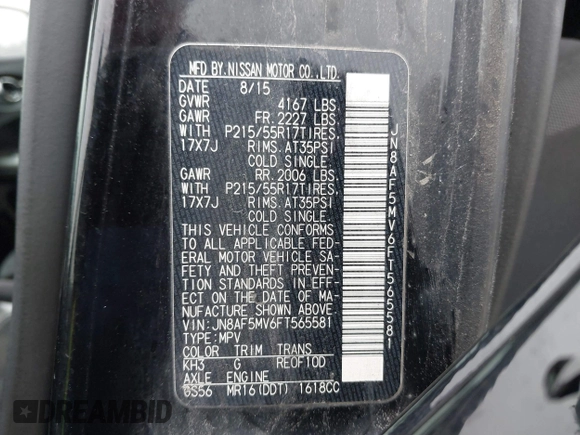 MFD BY.NISSAN MOTOR CO.,LTD.
DATE 8/15
GVWR 4167 LBS
GAWR FR.2227 LBS
WITH P215/55R17TIRES,
17X7J RIMS.AT35PSI
COLD SINGLE.
GAWR RR.2006 LBS
WITH P215/55R17TIRES,
17X7J RIMS.AT35PSI
COLD SINGLE.
THIS VEHICLE CONFORMS
TO ALL APPLICABLE FED-
ERAL MOTOR VEHICLE SA-
FETY AND THEFT PREVEN-
TION STANDARDS IN EFF-
ECT ON THE DATE OF MA-
NUFACTURE SHOWN ABOVE.
VIN:JN8AF5MV6FT565581
TYPE:MPV
COLOR TRIM TRANS
KH3 G RE0F10D
AXLE ENGINE
GS56 MR16(DDT) 1618CC
JN8AF5MV6FT565581
DREAMBID